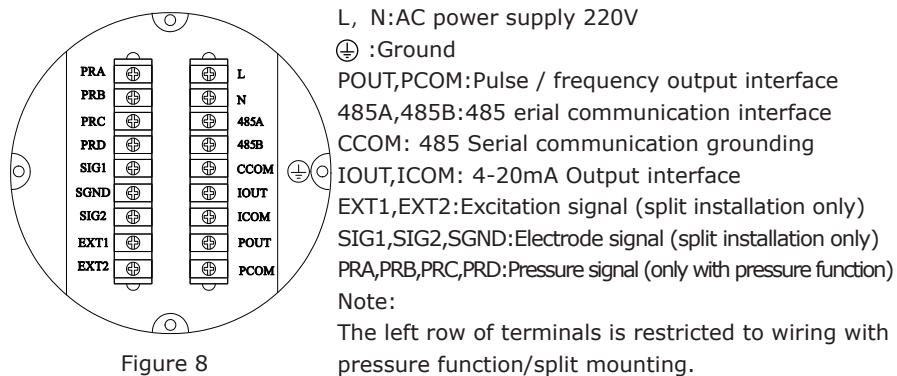 PRA L
PRB N
PRC 485A
PRD 485B
SIG1 CCOM
SGND IOUT
SIG2 ICOM
EXT1 POUT
EXT2 PCOM
Figure 8
L, N:AC power supply 220V
:Ground
POUT,PCOM:Pulse / frequency output interface
485A,485B:485 erial communication interface
CCOM: 485 Serial communication grounding
IOUT,ICOM: 4-20mA Output interface
EXT1,EXT2:Excitation signal (split installation only)
SIG1,SIG2,SGND:Electrode signal (split installation only)
PRA,PRB,PRC,PRD:Pressure signal (only with pressure function)
Note:
The left row of terminals is restricted to wiring with
pressure function/split mounting.